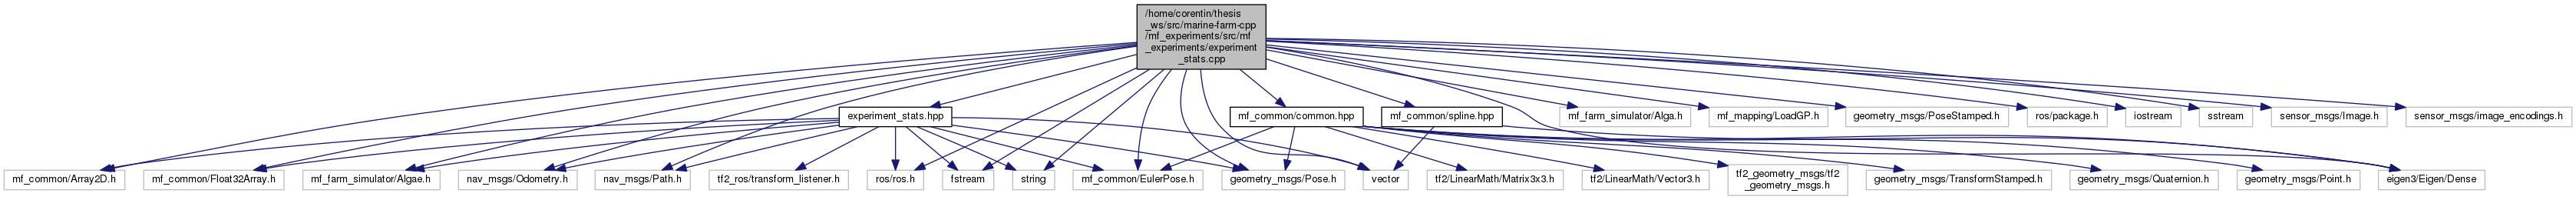 /home/corentin/thesis
_ws/src/marine-farm-cpp
/mf_experiments/src/mf
_experiments/experiment
_stats.cpp
experiment_stats.hpp
mf_common/common.hpp
mf_common/spline.hpp
mf_farm_simulator/Alga.h
mf_mapping/LoadGP.h
geometry_msgs/PoseStamped.h
ros/package.h
iostream
sstream
sensor_msgs/Image.h
sensor_msgs/image_encodings.h
mf_common/Array2D.h
mf_common/Float32Array.h
mf_farm_simulator/Algae.h
nav_msgs/Odometry.h
nav_msgs/Path.h
tf2_ros/transform_listener.h
ros/ros.h
fstream
string
mf_common/EulerPose.h
geometry_msgs/Pose.h
vector
tf2/LinearMath/Matrix3x3.h
tf2/LinearMath/Vector3.h
tf2_geometry_msgs/tf2
_geometry_msgs.h
geometry_msgs/TransformStamped.h
geometry_msgs/Quaternion.h
geometry_msgs/Point.h
eigen3/Eigen/Dense